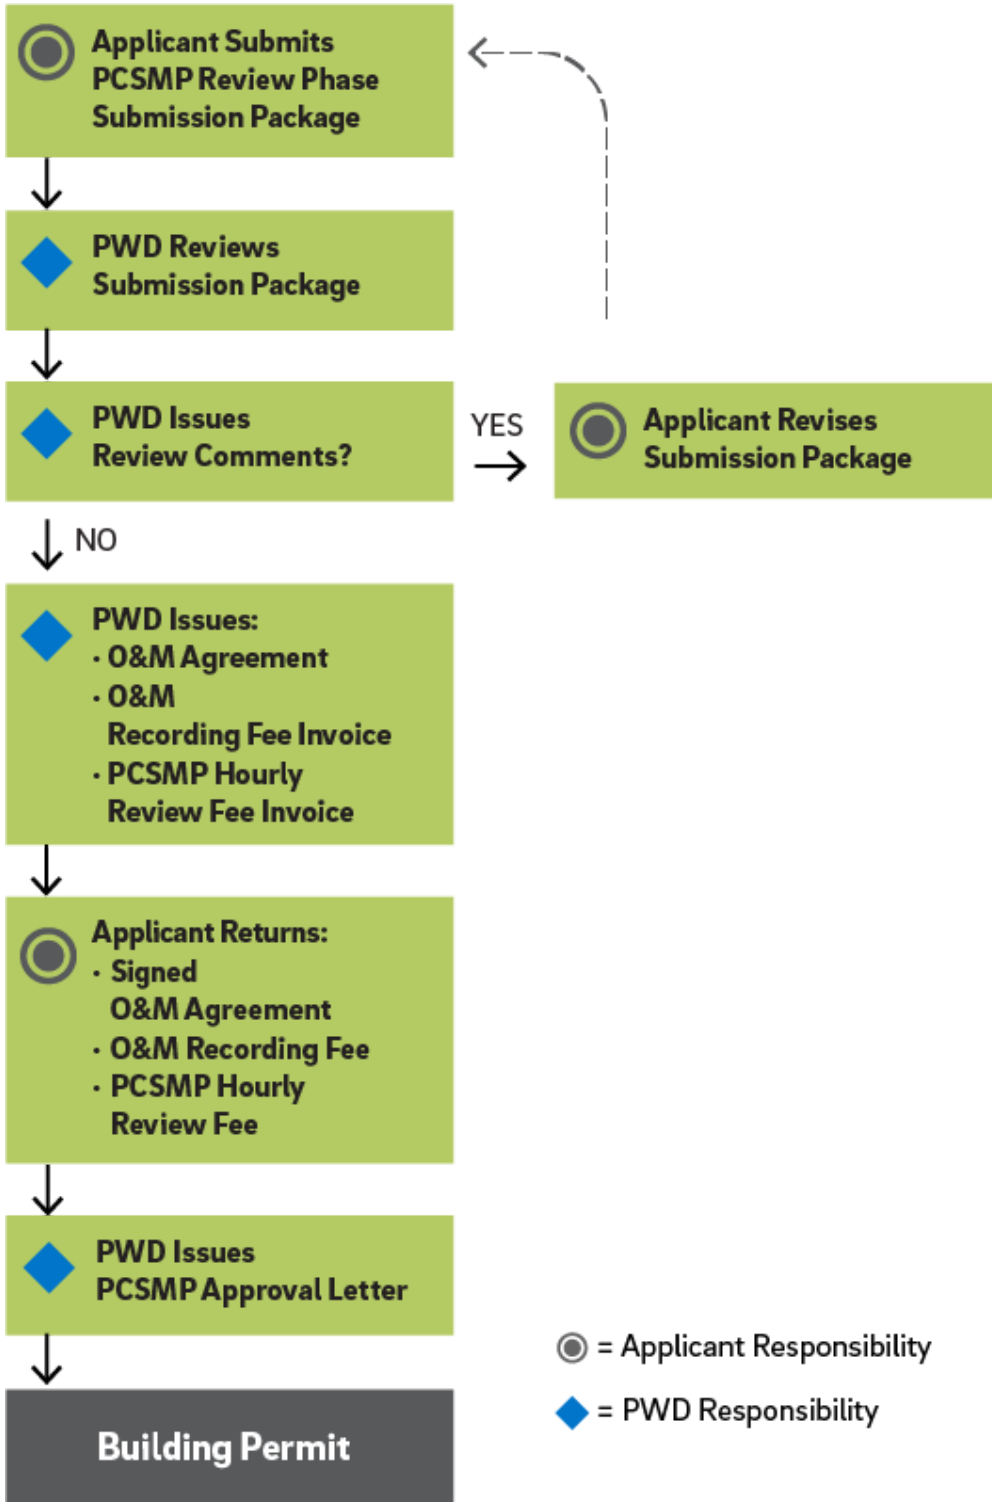 Applicant Submits
PCSMP Review Phase
Submission Package
PWD Reviews
Submission Package
PWD Issues
Review Comments?
YES
Applicant Revises
Submission Package
NO
PWD Issues:
· O&M Agreement
· O&M
Recording Fee Invoice
· PCSMP Hourly
Review Fee Invoice
Applicant Returns:
· Signed
O&M Agreement
· O&M Recording Fee
· PCSMP Hourly
Review Fee
PWD Issues
PCSMP Approval Letter
Building Permit
= Applicant Responsibility
= PWD Responsibility